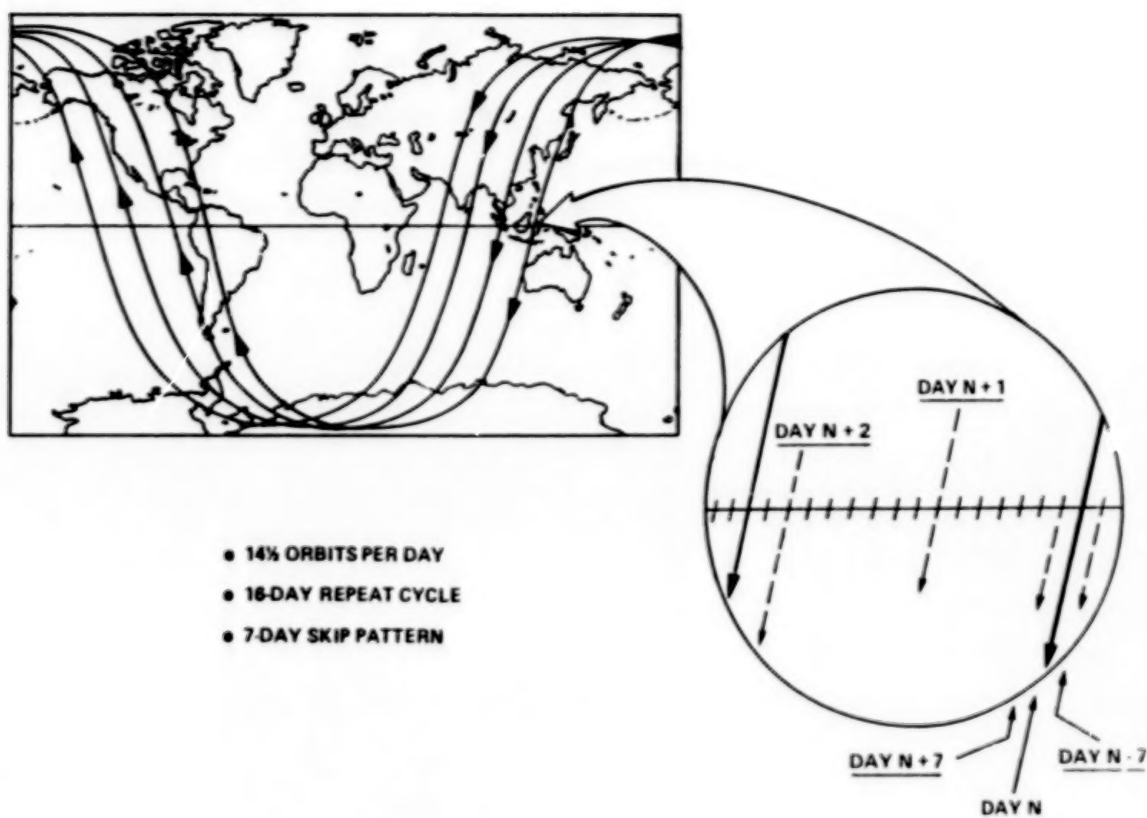 DAY N + 1
DAY N + 2
• 14½ ORBITS PER DAY
• 16-DAY REPEAT CYCLE
• 7-DAY SKIP PATTERN
DAY N + 7
DAY N - 7
DAY N